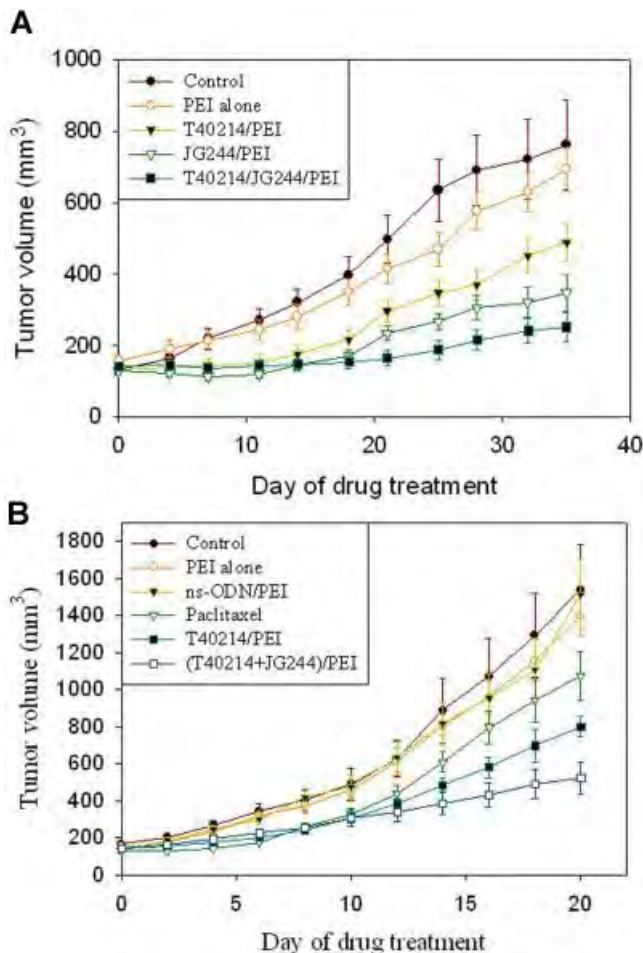 A
1000
800
600
400
200
0
Tumor volume (mm³)
Control
PEI alone
T40214/PEI
JG244/PEI
T40214/JG244/PEI
0 10 20 30 40
Day of drug treatment
B
1800
1600
1400
1200
1000
800
600
400
200
0
Tumor volume (mm³)
Control
PEI alone
ns-ODN/PEI
Paclitaxel
T40214/PEI
(T40214+JG244)/PEI
0 5 10 15 20
Day of drug treatment